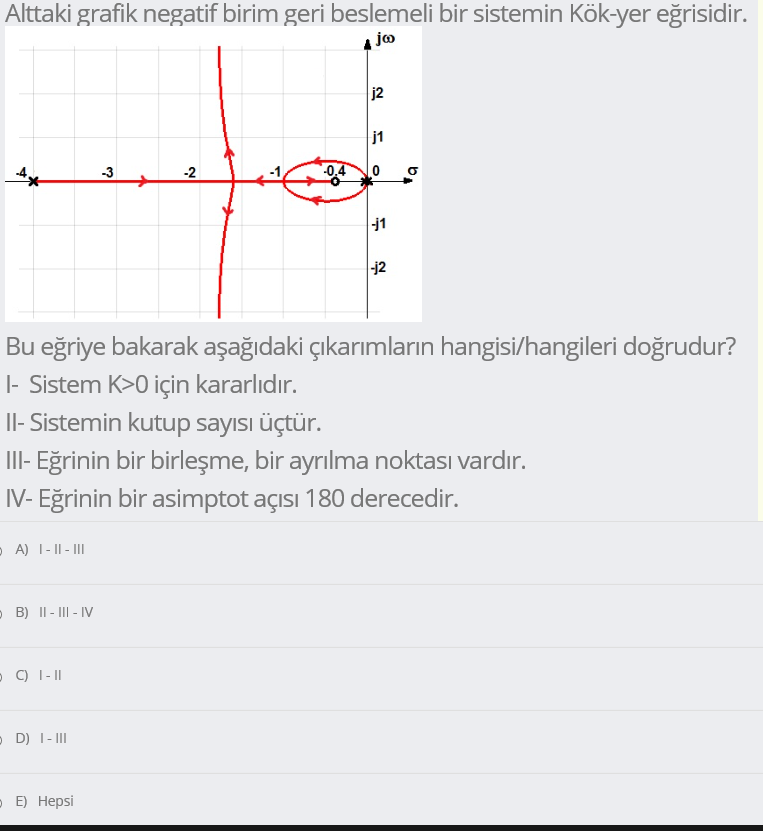 Alttaki grafik negatif birim geri beslemeli bir sistemin Kök-yer eğrisidir.
jω
j2
j1
-4 -3 -2 -1 -0,4 0 σ
-j1
-j2
Bu eğriye bakarak aşağıdaki çıkarımların hangisi/hangileri doğrudur?
I- Sistem K>0 için kararlıdır.
II- Sistemin kutup sayısı üçtür.
III- Eğrinin bir birleşme, bir ayrılma noktası vardır.
IV- Eğrinin bir asimptot açısı 180 derecedir.
A) I - II - III
B) II - III - IV
C) I - II
D) I - III
E) Hepsi